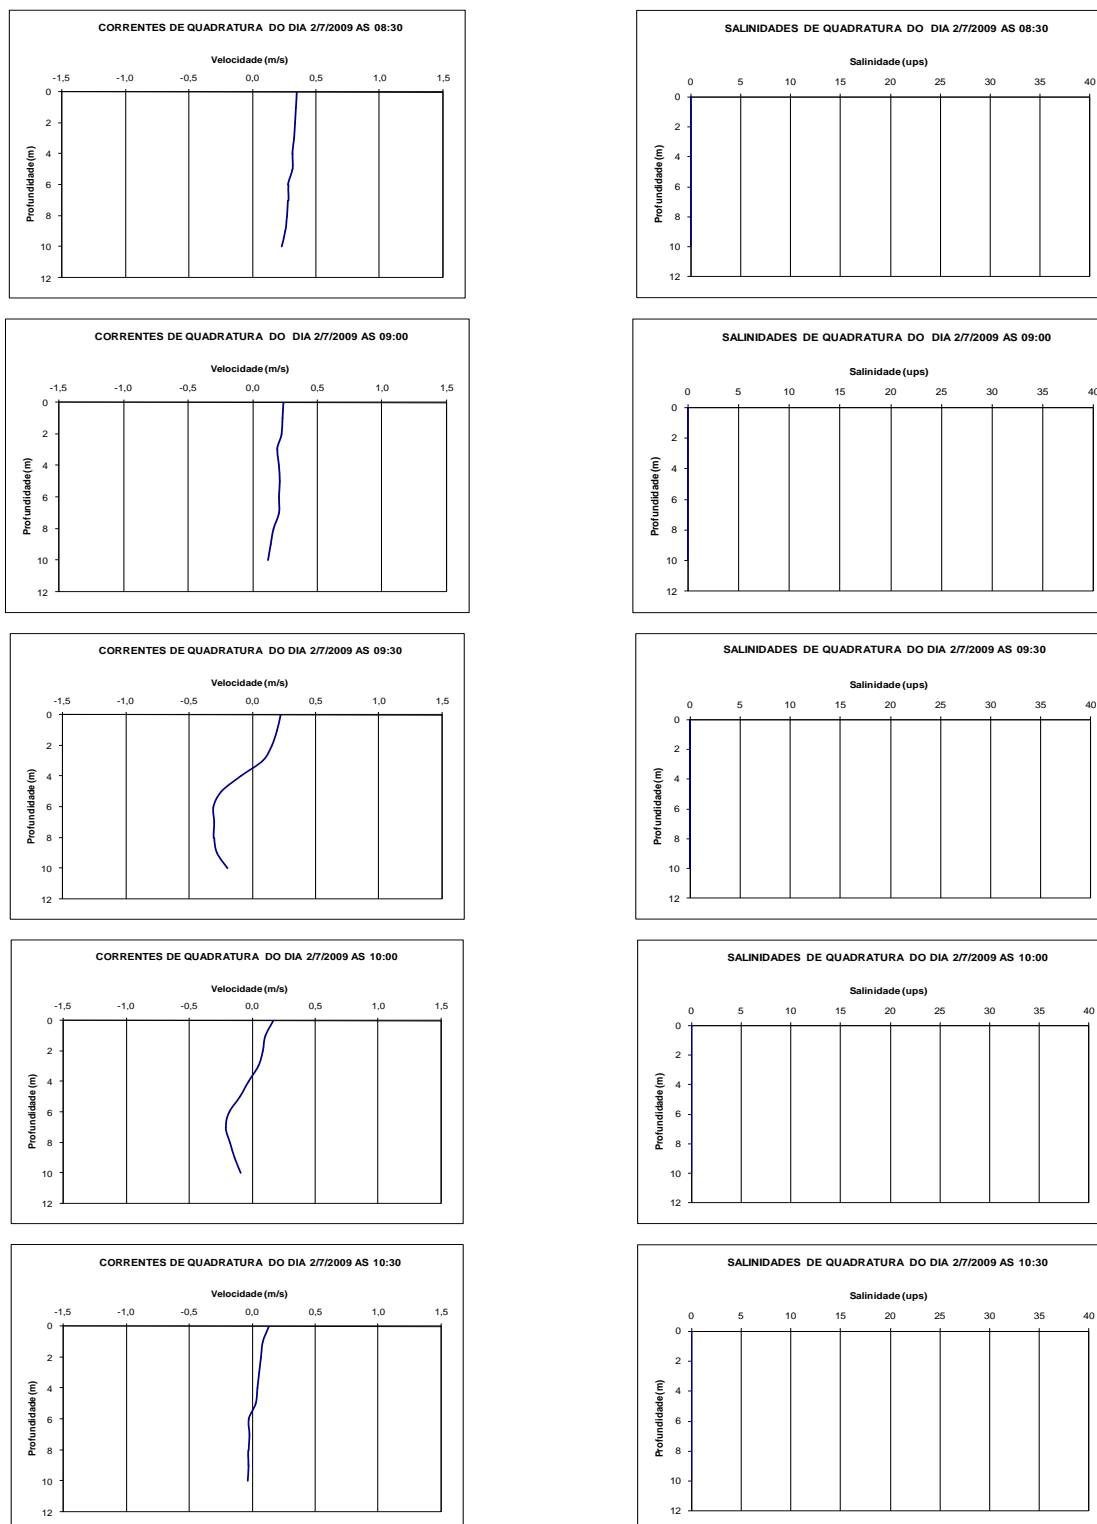 CORRENTES DE QUADRATURA DO DIA 2/7/2009 AS 08:30
Velocidade (m/s)
-1,5 -1,0 -0,5 0,0 0,5 1,0 1,5
0
2
4
6
8
10
12
Profundidade (m)
SALINIDADES DE QUADRATURA DO DIA 2/7/2009 AS 08:30
Salinidade (ups)
0 5 10 15 20 25 30 35 40
0
2
4
6
8
10
12
Profundidade (m)
CORRENTES DE QUADRATURA DO DIA 2/7/2009 AS 09:00
Velocidade (m/s)
-1,5 -1,0 -0,5 0,0 0,5 1,0 1,5
0
2
4
6
8
10
12
Profundidade (m)
SALINIDADES DE QUADRATURA DO DIA 2/7/2009 AS 09:00
Salinidade (ups)
0 5 10 15 20 25 30 35 40
0
2
4
6
8
10
12
Profundidade (m)
CORRENTES DE QUADRATURA DO DIA 2/7/2009 AS 09:30
Velocidade (m/s)
-1,5 -1,0 -0,5 0,0 0,5 1,0 1,5
0
2
4
6
8
10
12
Profundidade (m)
SALINIDADES DE QUADRATURA DO DIA 2/7/2009 AS 09:30
Salinidade (ups)
0 5 10 15 20 25 30 35 40
0
2
4
6
8
10
12
Profundidade (m)
CORRENTES DE QUADRATURA DO DIA 2/7/2009 AS 10:00
Velocidade (m/s)
-1,5 -1,0 -0,5 0,0 0,5 1,0 1,5
0
2
4
6
8
10
12
Profundidade (m)
SALINIDADES DE QUADRATURA DO DIA 2/7/2009 AS 10:00
Salinidade (ups)
0 5 10 15 20 25 30 35 40
0
2
4
6
8
10
12
Profundidade (m)
CORRENTES DE QUADRATURA DO DIA 2/7/2009 AS 10:30
Velocidade (m/s)
-1,5 -1,0 -0,5 0,0 0,5 1,0 1,5
0
2
4
6
8
10
12
Profundidade (m)
SALINIDADES DE QUADRATURA DO DIA 2/7/2009 AS 10:30
Salinidade (ups)
0 5 10 15 20 25 30 35 40
0
2
4
6
8
10
12
Profundidade (m)